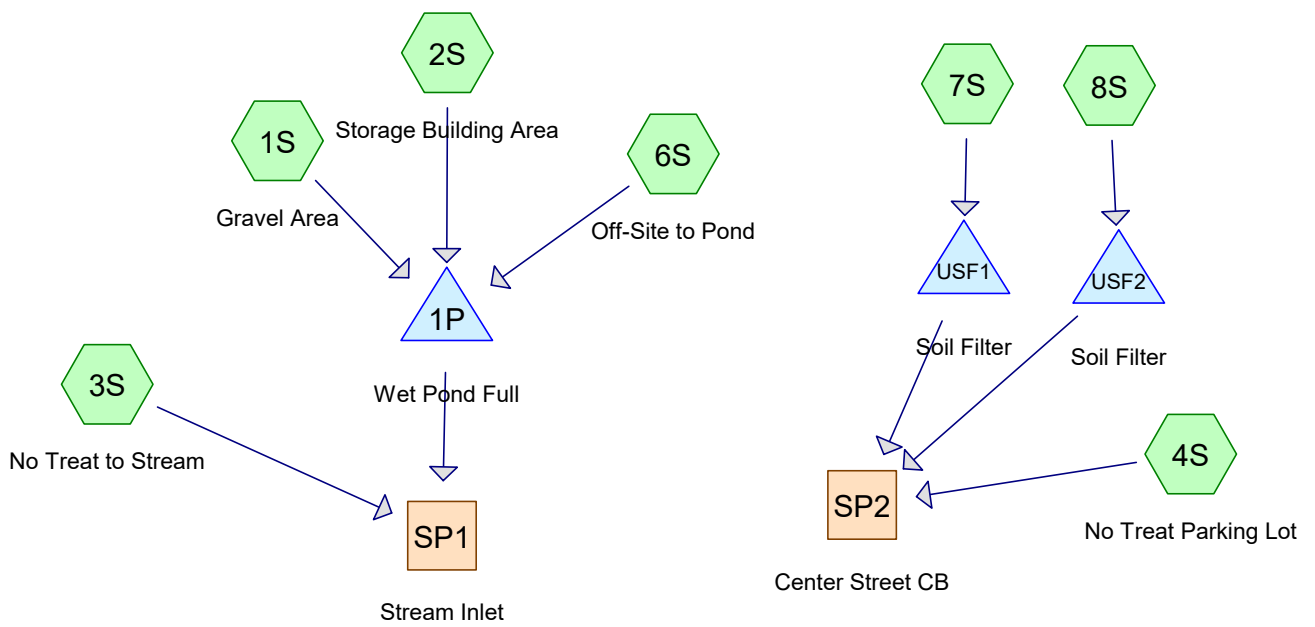 2S
Storage Building Area
1S
Gravel Area
6S
Off-Site to Pond
1P
Wet Pond Full
3S
No Treat to Stream
SP1
Stream Inlet
7S
8S
USF1
Soil Filter
USF2
Soil Filter
4S
No Treat Parking Lot
SP2
Center Street CB